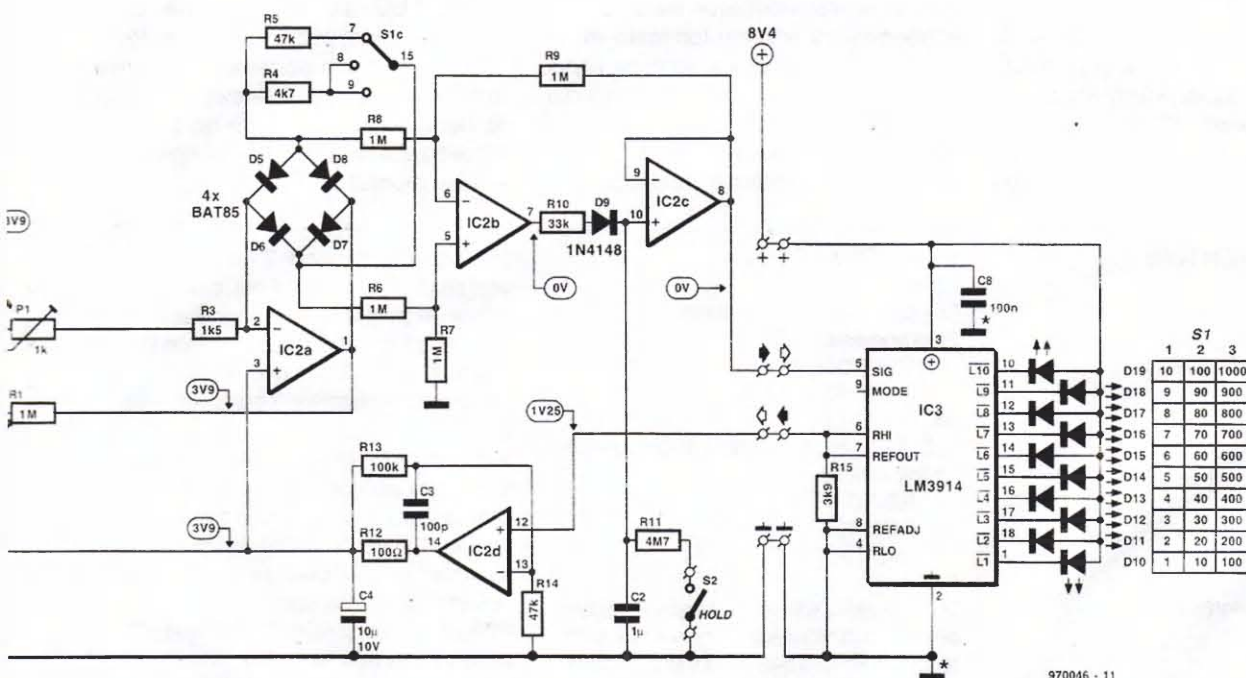 R5
47k
7
S1c
15
8
R4
4k7
9
R8
1M
R9
1M
8V4
D5
D8
4x
BAT85
D6
D7
6
IC2b
7
5
R10
33k
D9
1N4148
9
IC2c
8
10
0V
0V
3V9
P1
1k
R3
1k5
2
IC2a
1
3
R6
1M
R7
1M
R1
1M
3V9
1V25
R13
100k
C3
100p
3V9
R12
100Ω
14
IC2d
12
13
R14
47k
C4
10µ
10V
R11
4M7
S2
HOLD
C2
1µ
+ +
C8
100n
*
3
5 SIG
9 MODE
6 RHI
7 REFOUT
8 REFADJ
4 RLO
IC3
LM3914
R15
3k9
L10 10
L9 11
L8 12
L7 13
L6 14
L5 15
L4 16
L3 17
L2 18
L1 1
2
*
S1
1 2 3
D19 10 100 1000
D18 9 90 900
D17 8 80 800
D16 7 70 700
D15 6 60 600
D14 5 50 500
D13 4 40 400
D12 3 30 300
D11 2 20 200
D10 1 10 100
970046 - 11